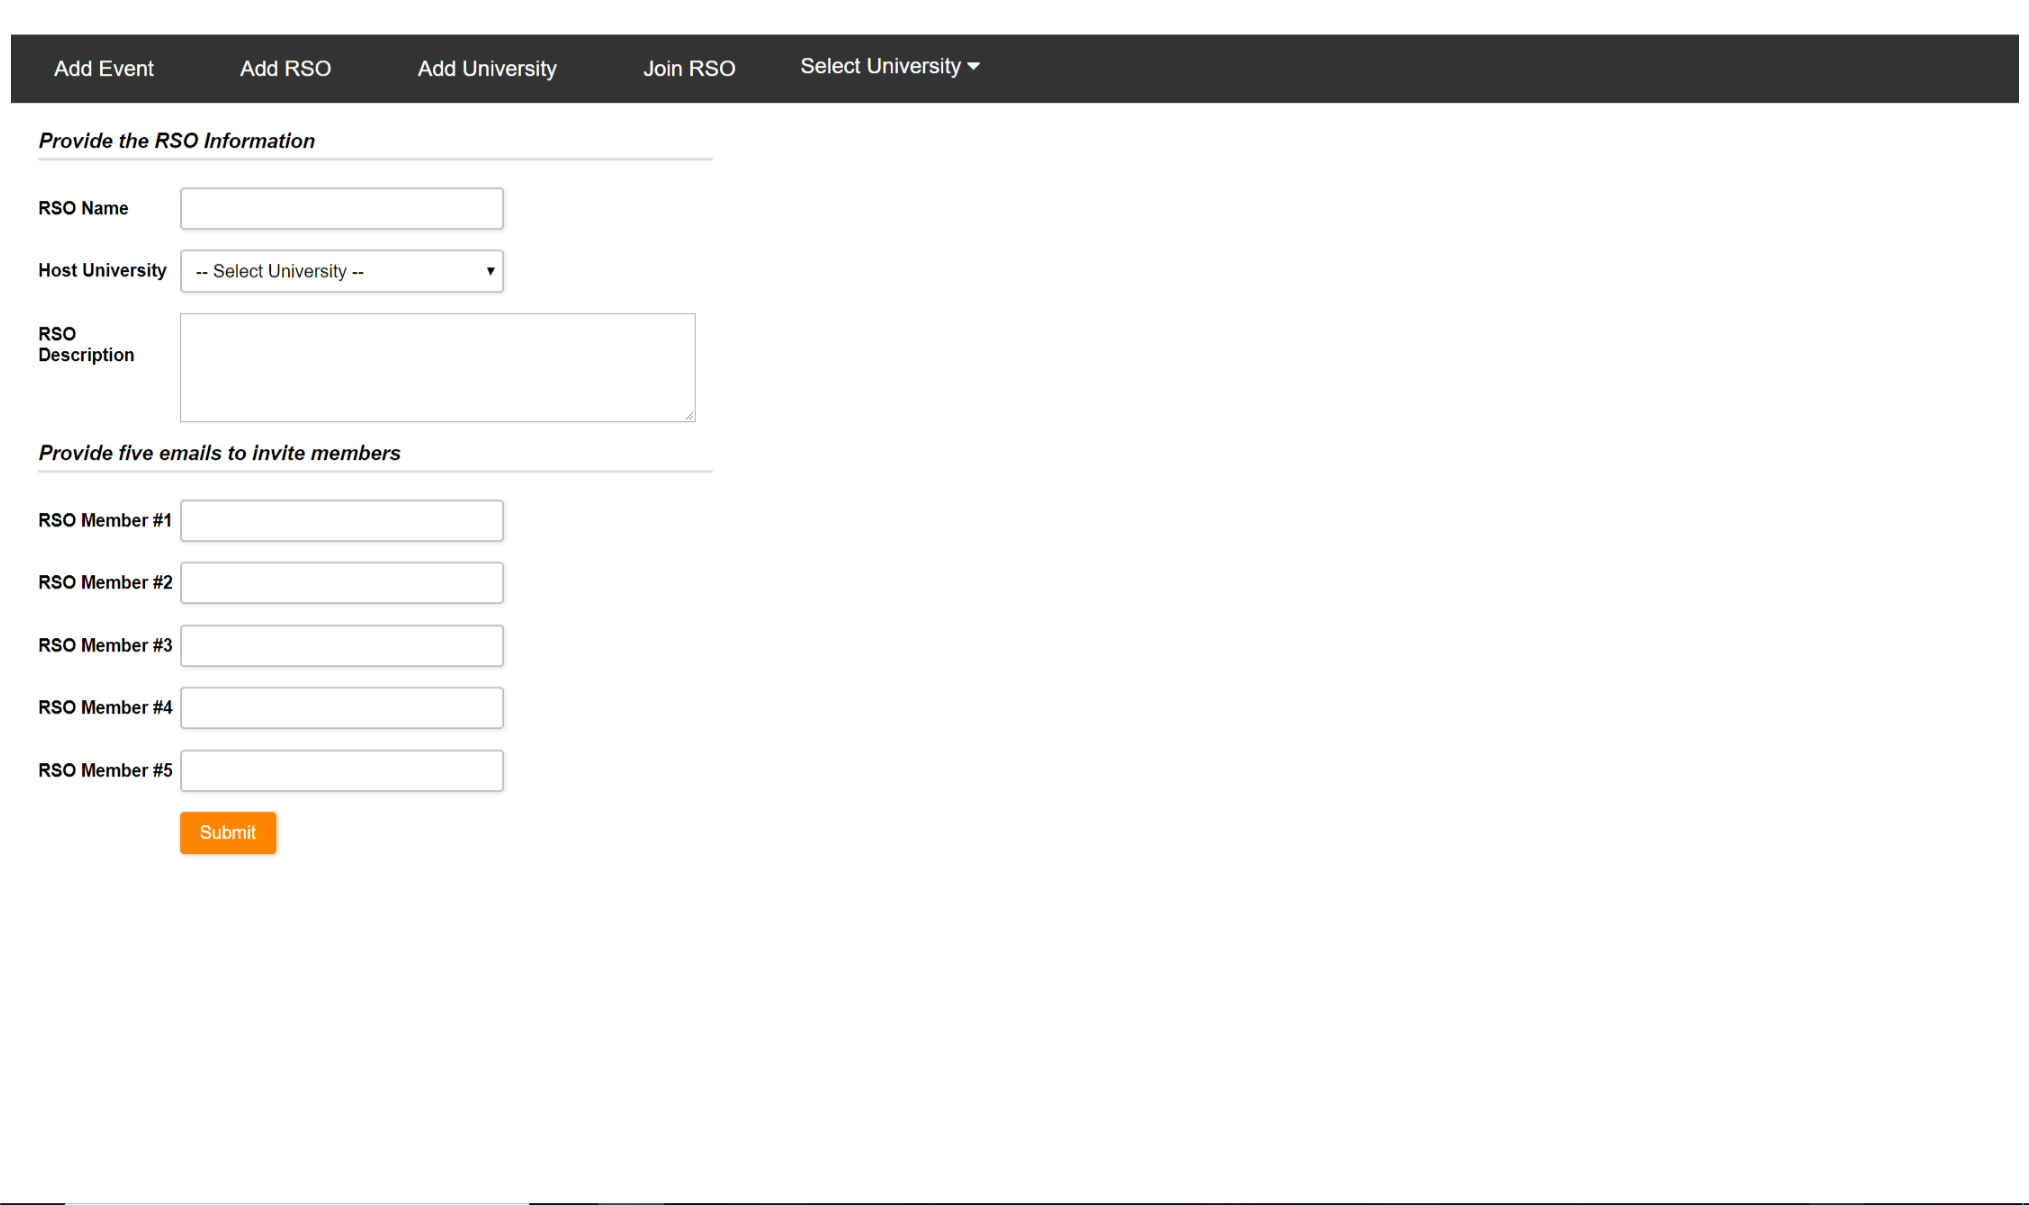 Add Event Add RSO Add University Join RSO Select University
Provide the RSO Information
RSO Name
Host University -- Select University --
RSO
Description
Provide five emails to invite members
RSO Member #1
RSO Member #2
RSO Member #3
RSO Member #4
RSO Member #5
Submit